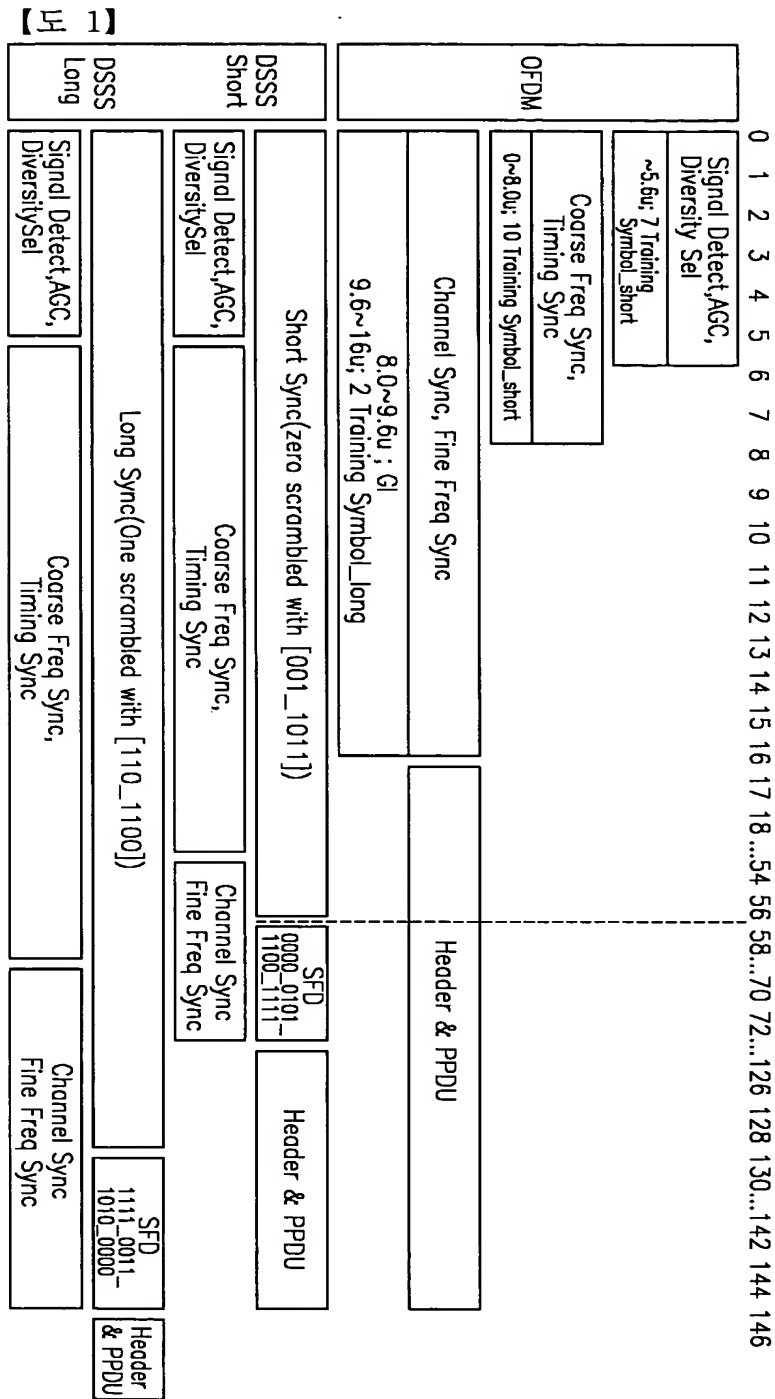 【도 1】
0 1 2 3 4 5 6 7 8 9 10 11 12 13 14 15 16 17 18...54 56 58...70 72...126 128 130...142 144 146
OFDM
Signal Detect,AGC,
Diversity Sel
~5.6u; 7 Training
Symbol_short
Coarse Freq Sync,
Timing Sync
0~8.0u; 10 Training Symbol_short
Channel Sync, Fine Freq Sync
8.0~9.6u ; GI
9.6~16u; 2 Training Symbol_long
Header & PPDU
DSSS
Short
Short Sync(zero scrambled with [001_1011])
SFD
0000_0101_
1100_1111
Header & PPDU
Signal Detect,AGC,
DiversitySel
Coarse Freq Sync,
Timing Sync
Channel Sync
Fine Freq Sync
DSSS
Long
Long Sync(One scrambled with [110_1100])
SFD
1111_0011_
1010_0000
Header
& PPDU
Signal Detect,AGC,
DiversitySel
Coarse Freq Sync,
Timing Sync
Channel Sync
Fine Freq Sync